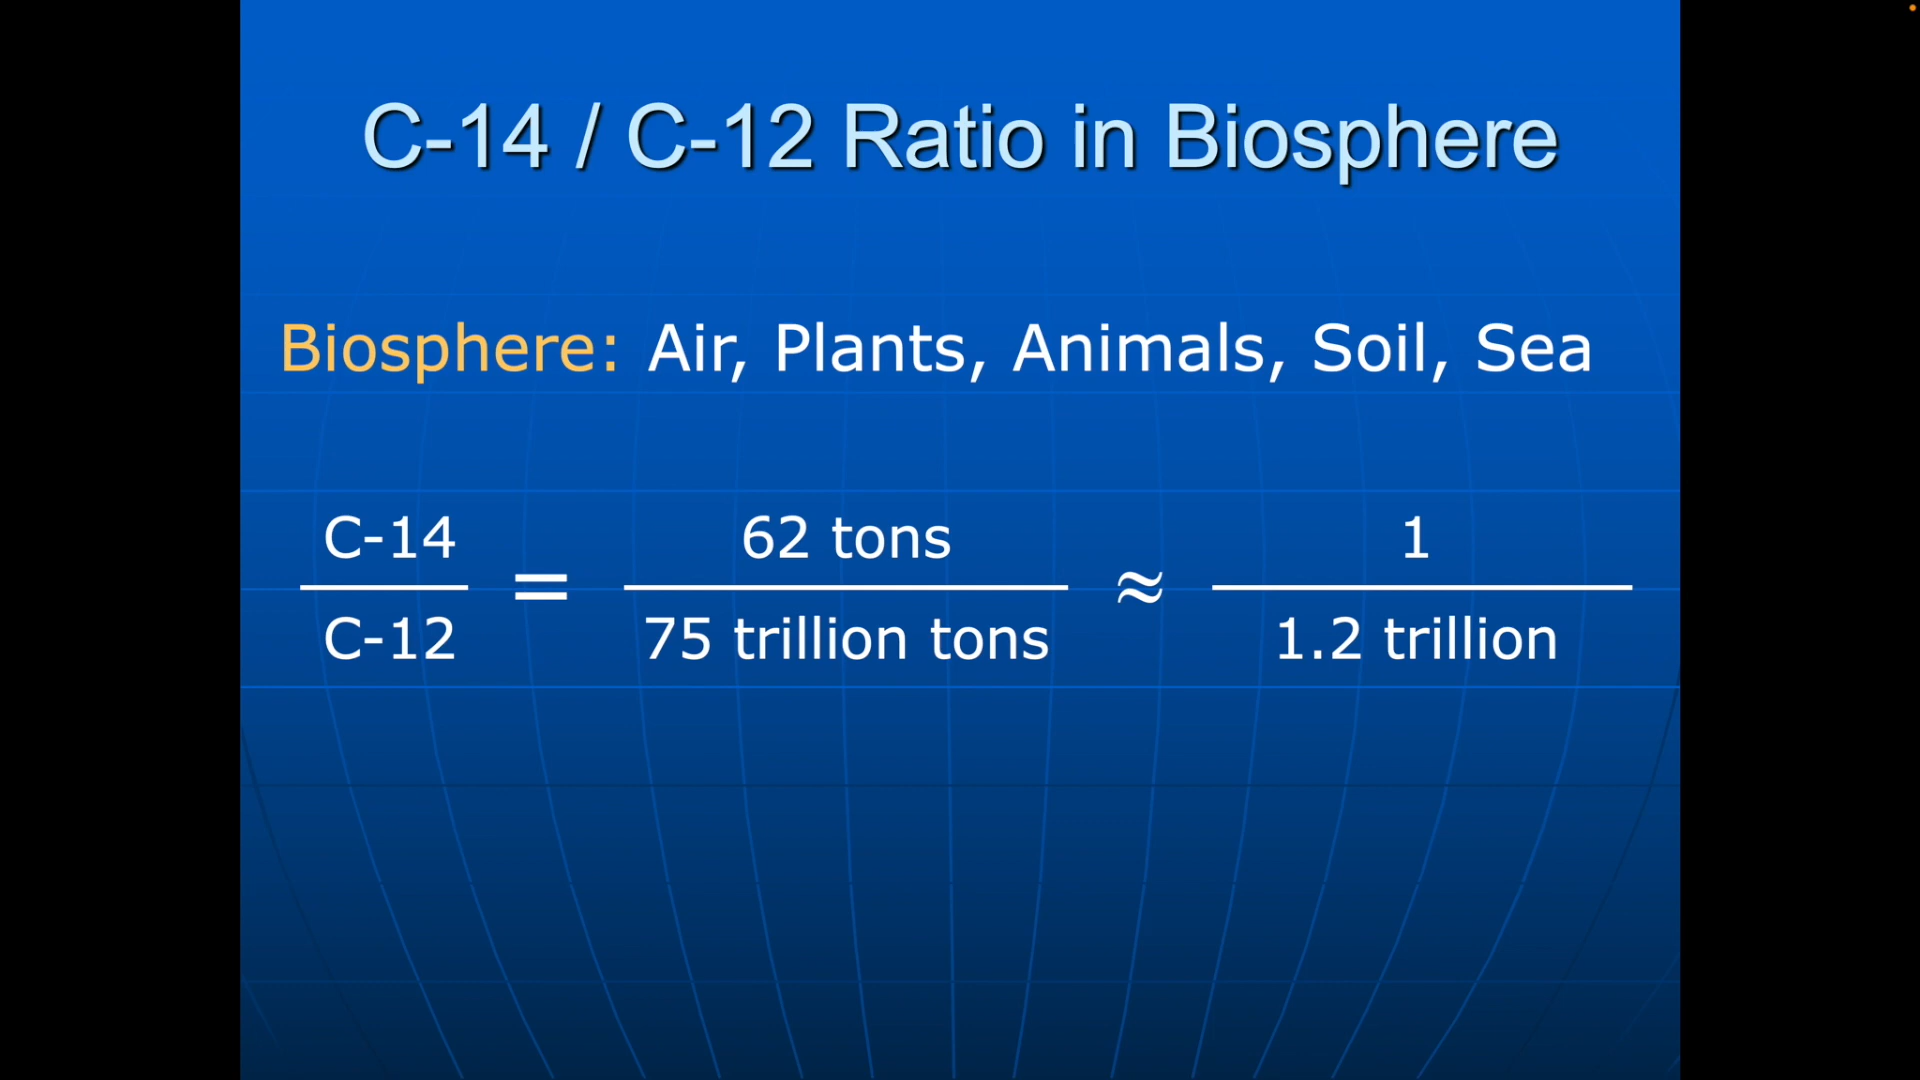 C-14 / C-12 Ratio in Biosphere
Biosphere: Air, Plants, Animals, Soil, Sea
C-14
C-12
=
62 tons
75 trillion tons
≈
1
1.2 trillion